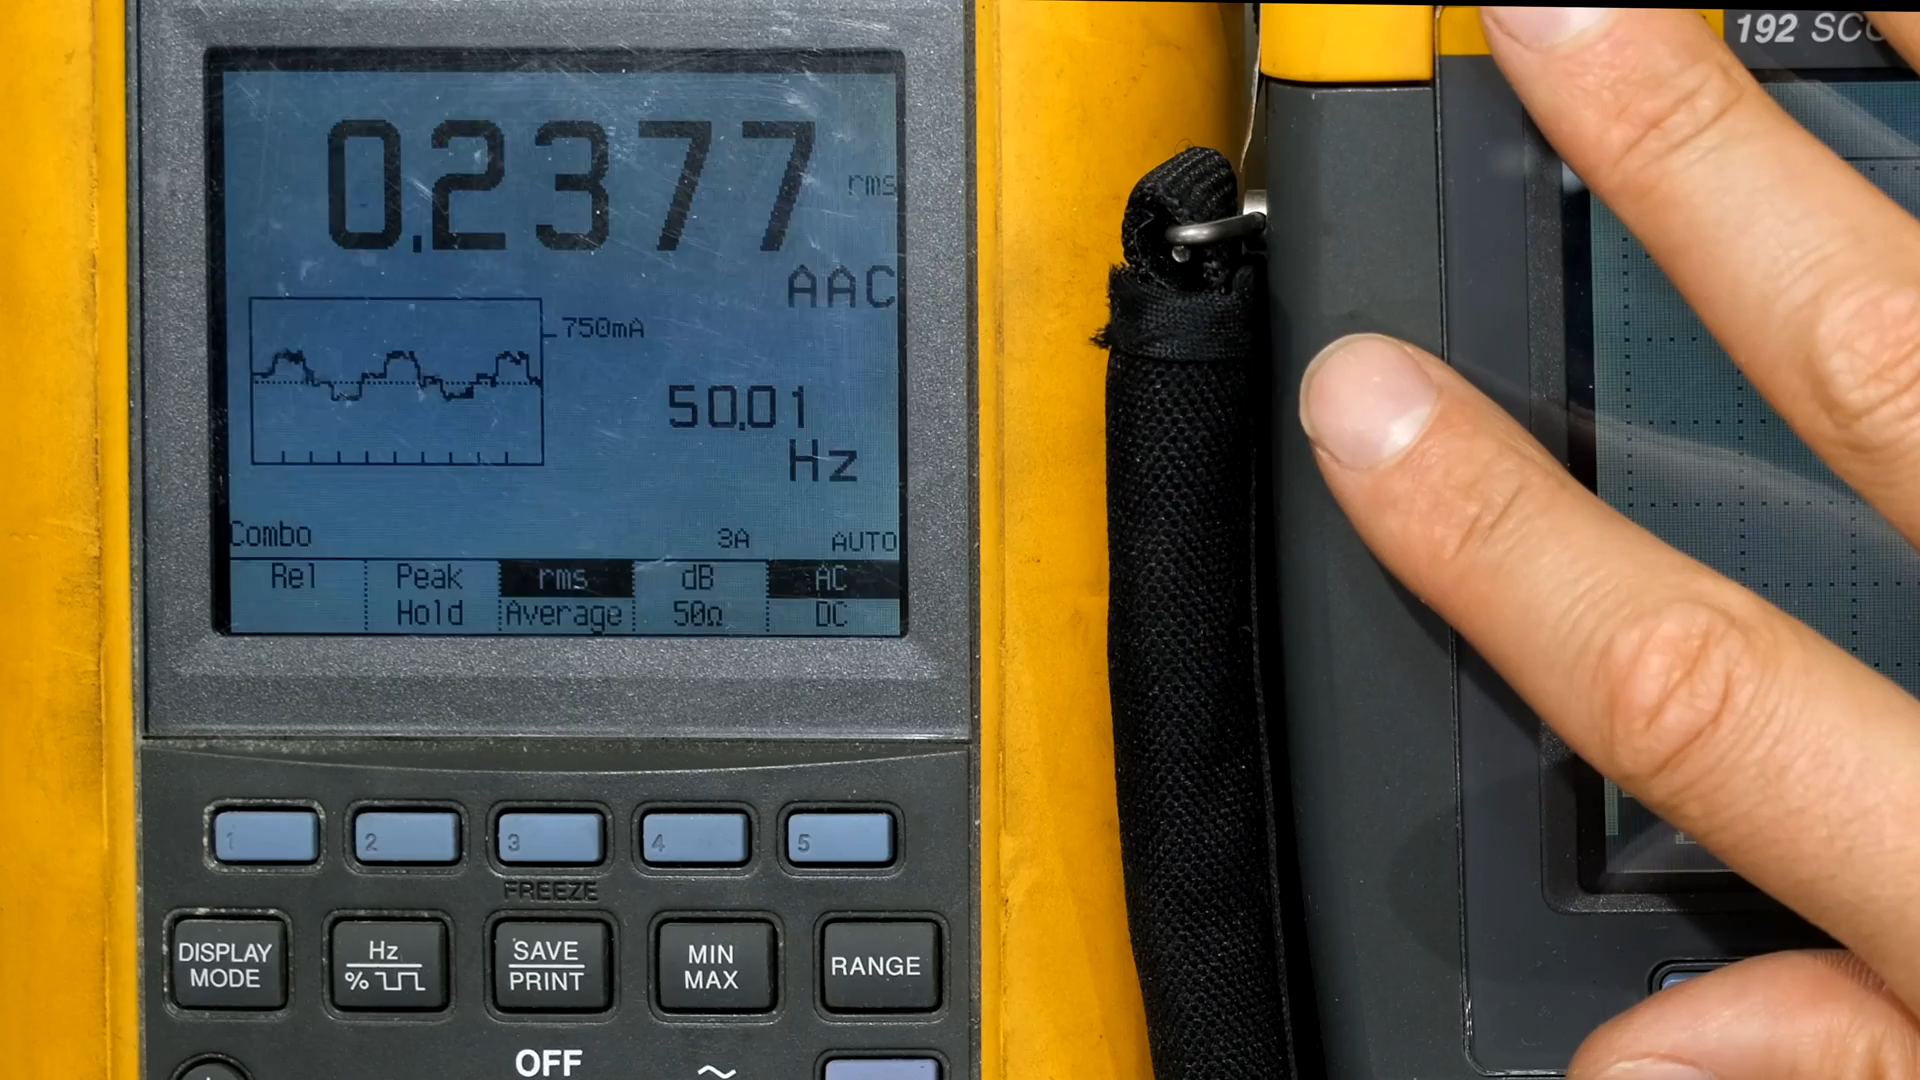 0.2377
rms
AAC
750mA
50.01
Hz
Combo
3A
AUTO
Rel
Peak
Hold
rms
Average
dB
50Ω
AC
DC
1
2
3
4
5
FREEZE
DISPLAY
MODE
Hz
%
SAVE
PRINT
MIN
MAX
RANGE
OFF
192